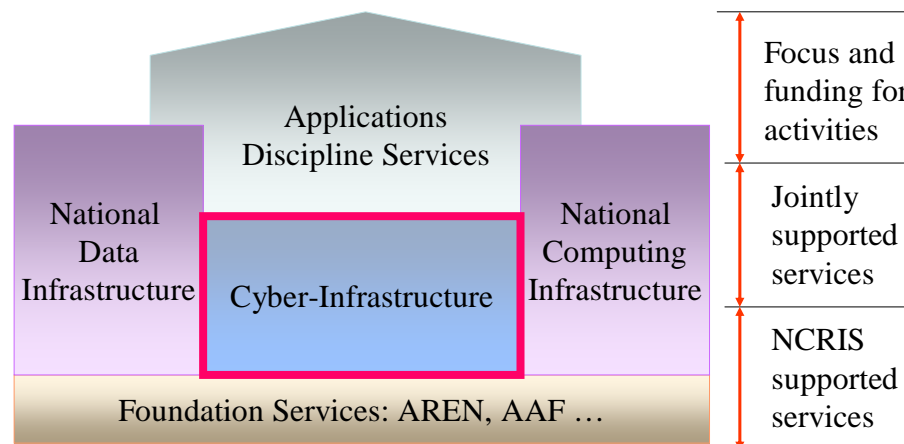 Applications
Discipline Services
National
Data
Infrastructure
Cyber-Infrastructure
National
Computing
Infrastructure
Foundation Services: AREN, AAF …
Focus and
funding for
activities
Jointly
supported
services
NCRIS
supported
services